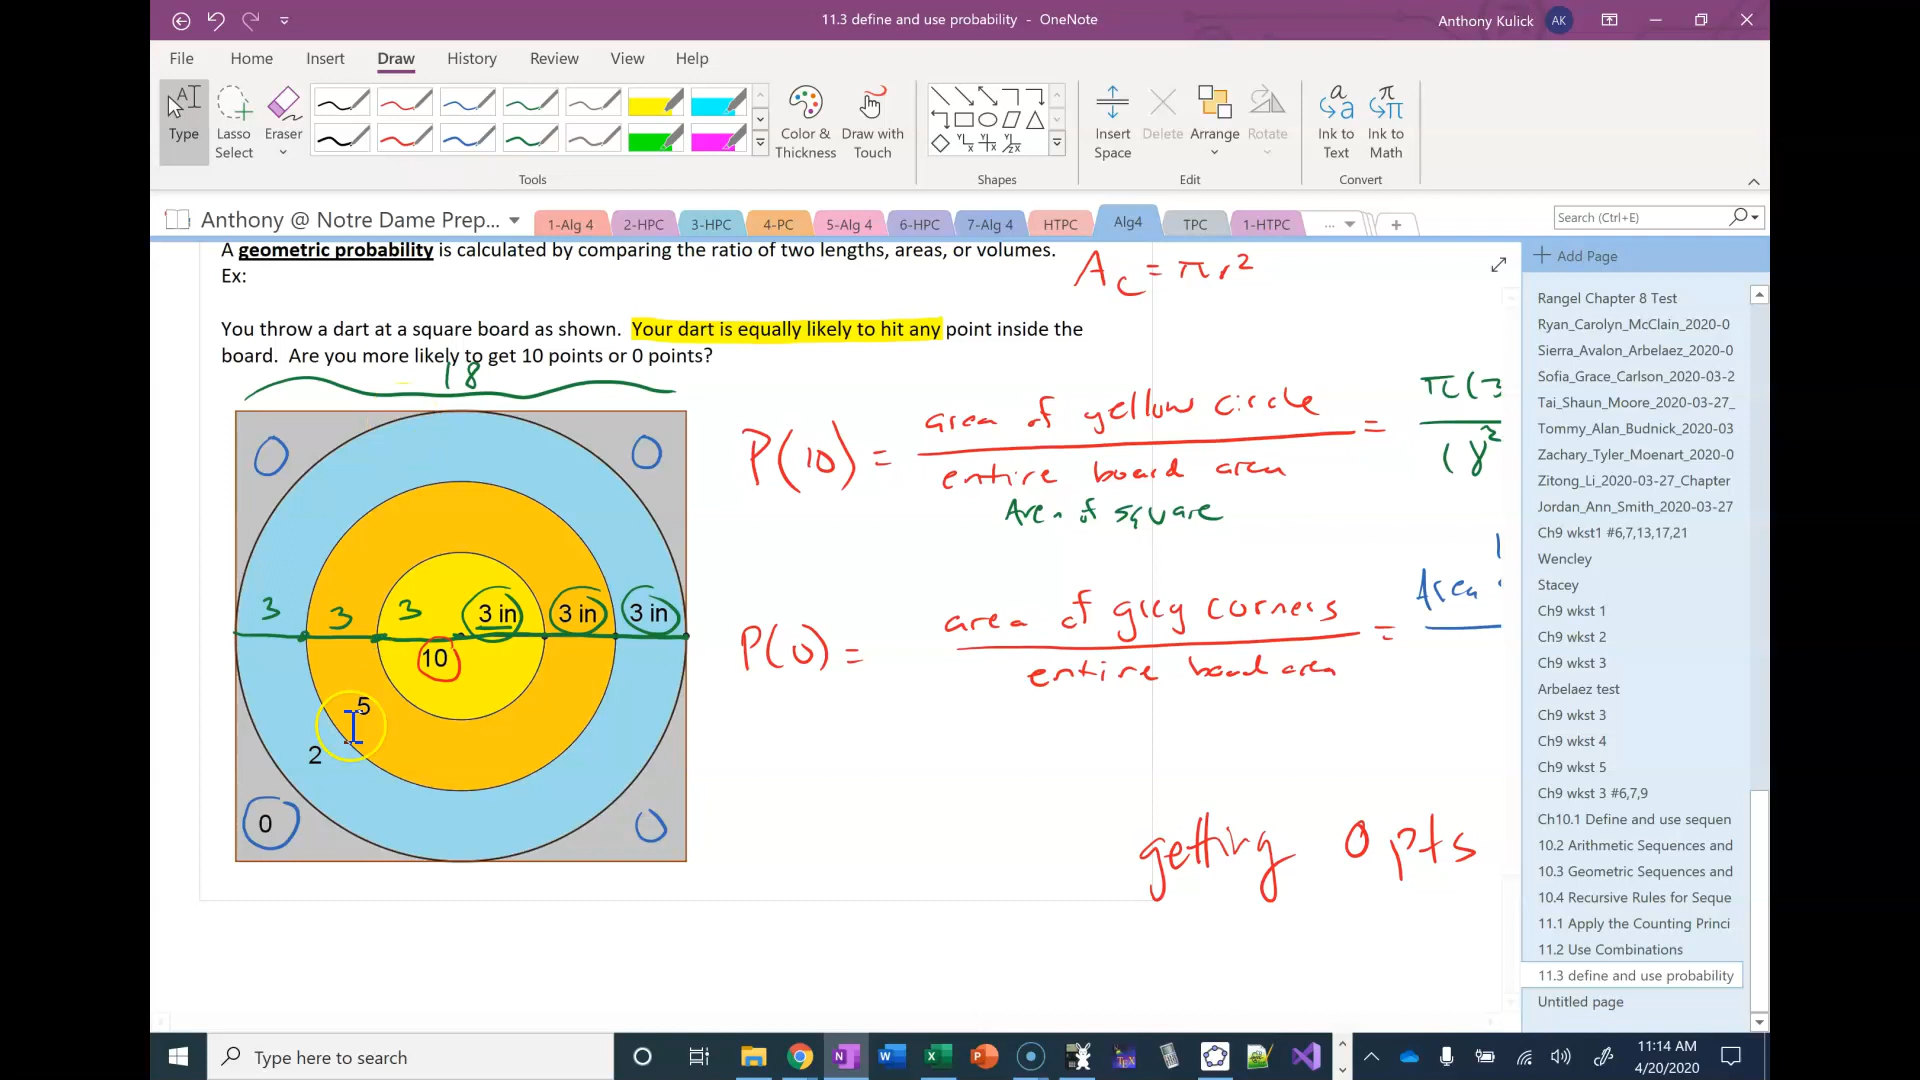 11.3 define and use probability - OneNote
Anthony Kulick AK
File Home Insert Draw History Review View Help
Type
Lasso Select
Eraser
Color & Thickness
Draw with Touch
Insert Space
Delete
Arrange
Rotate
Ink to Text
Ink to Math
Tools Shapes Edit Convert
Anthony @ Notre Dame Prep...
1-Alg 4 2-HPC 3-HPC 4-PC 5-Alg 4 6-HPC 7-Alg 4 HTPC Alg4 TPC 1-HTPC ...
Search (Ctrl+E)
A geometric probability is calculated by comparing the ratio of two lengths, areas, or volumes.
Ex:
A c = π r²
You throw a dart at a square board as shown. Your dart is equally likely to hit any point inside the
board. Are you more likely to get 10 points or 0 points?
18
0 0
3 3 3 3 in 3 in 3 in
10
5
2
0 0
P(10) = area of yellow circle / entire board area = π(3 / 18²
Area of square
P(0) = area of grey corners / entire board area = Area
getting 0 pts
Add Page
Rangel Chapter 8 Test
Ryan_Carolyn_McClain_2020-0
Sierra_Avalon_Arbelaez_2020-0
Sofia_Grace_Carlson_2020-03-2
Tai_Shaun_Moore_2020-03-27_
Tommy_Alan_Budnick_2020-03
Zachary_Tyler_Moenart_2020-0
Zitong_Li_2020-03-27_Chapter
Jordan_Ann_Smith_2020-03-27
Ch9 wkst1 #6,7,13,17,21
Wencley
Stacey
Ch9 wkst 1
Ch9 wkst 2
Ch9 wkst 3
Arbelaez test
Ch9 wkst 3
Ch9 wkst 4
Ch9 wkst 5
Ch9 wkst 3 #6,7,9
Ch10.1 Define and use sequen
10.2 Arithmetic Sequences and
10.3 Geometric Sequences and
10.4 Recursive Rules for Seque
11.1 Apply the Counting Princi
11.2 Use Combinations
11.3 define and use probability
Untitled page
Type here to search
11:14 AM
4/20/2020